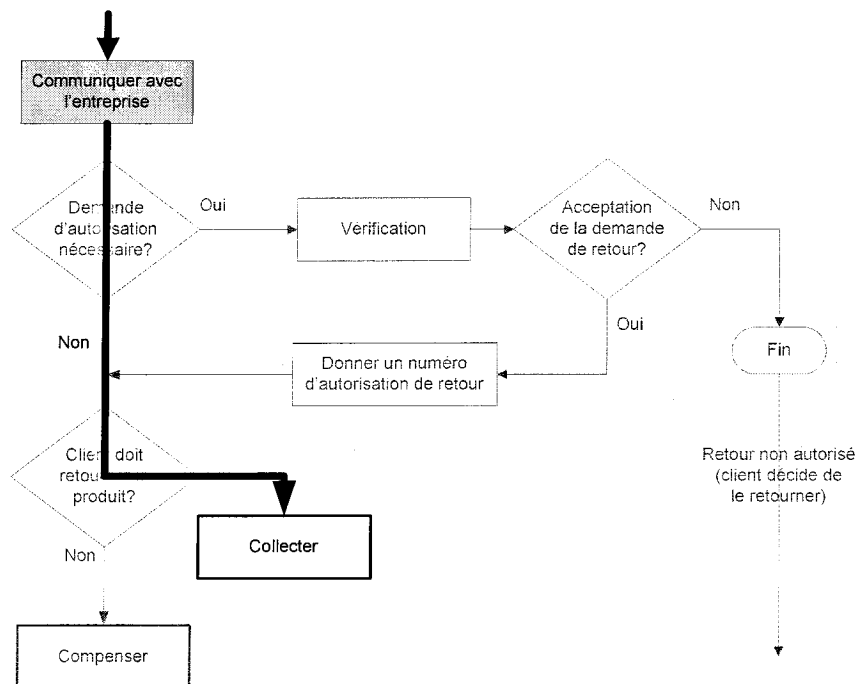 Communiquer avec
l'entreprise
Demande
d'autorisation
nécessaire?
Oui
Vérification
Acceptation
de la demande
de retour?
Non
Oui
Non
Donner un numéro
d'autorisation de retour
Fin
Client doit
produit?
Retour non autorisé
(client décide de
le retourner)
Collecter
Non
Compenser